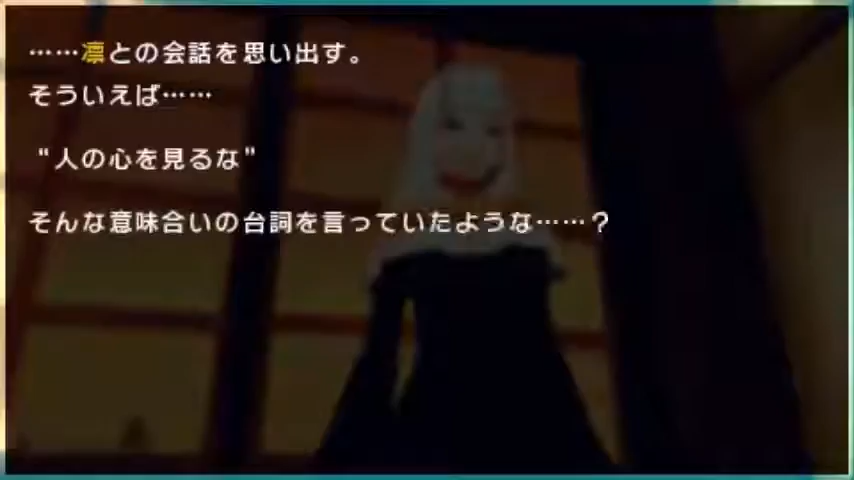 ……凛との会話を思い出す。
そういえば……
“人の心を見るな”
そんな意味合いの台詞を言っていたような……？